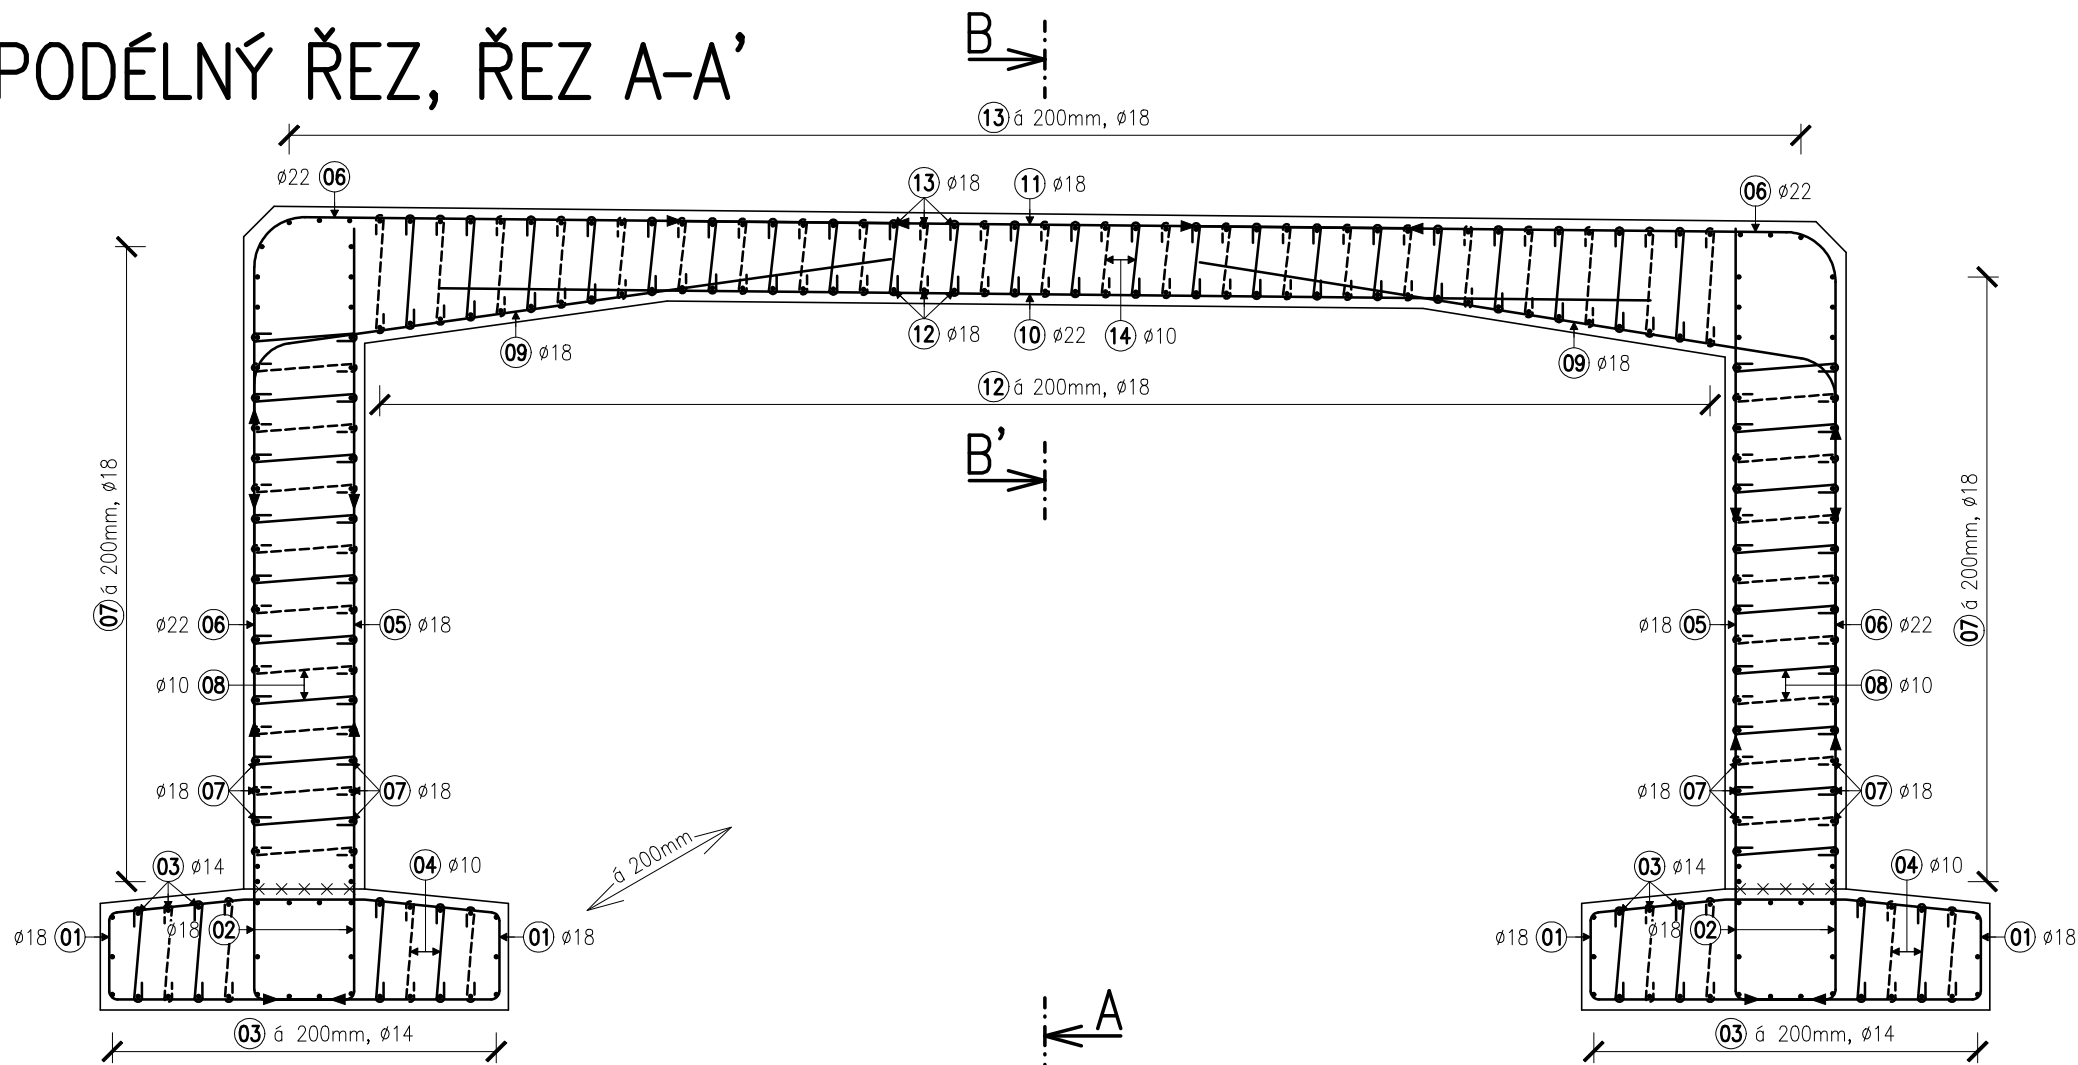 B
PODÉLNÝ ŘEZ, ŘEZ A-A'
13 á 200mm, ø18
ø22 06
13 ø18
11 ø18
06 ø22
12 ø18
10 ø22
14 ø10
09 ø18
09 ø18
12 á 200mm, ø18
B'
07 á 200mm, ø18
07 á 200mm, ø18
ø22 06
05 ø18
ø18 05
06 ø22
ø10 08
08 ø10
ø18 07
07 ø18
ø18 07
07 ø18
á 200mm
03 ø14
04 ø10
03 ø14
04 ø10
ø18 01
ø18 02
01 ø18
ø18 01
ø18 02
01 ø18
A
03 á 200mm, ø14
03 á 200mm, ø14